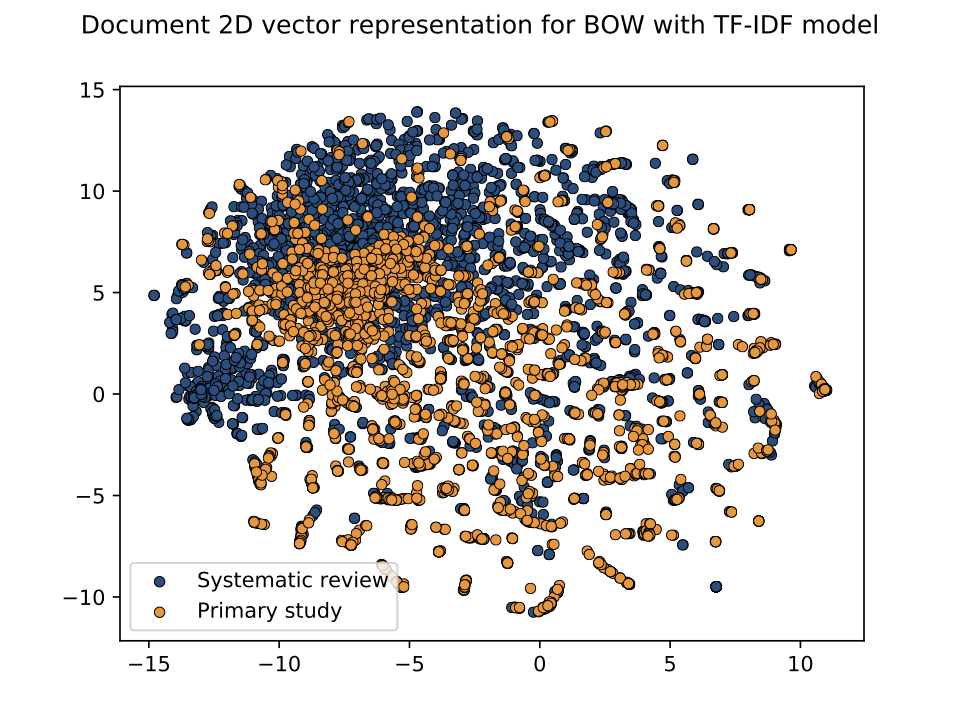 Document 2D vector representation for BOW with TF-IDF model
15
10
5
0
−5
−10
Systematic review
Primary study
−15 −10 −5 0 5 10